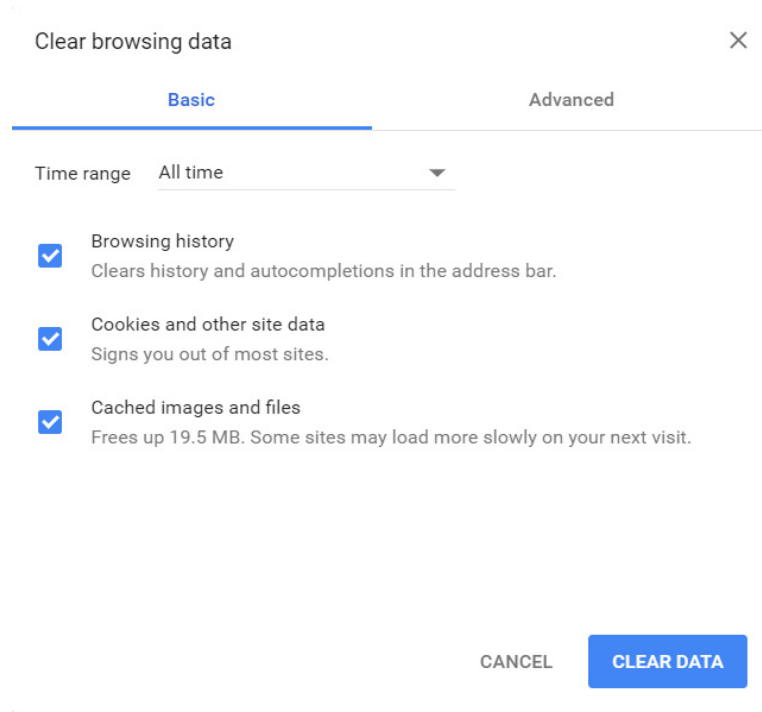 Clear browsing data
Basic Advanced
Time range All time
Browsing history
Clears history and autocompletions in the address bar.
Cookies and other site data
Signs you out of most sites.
Cached images and files
Frees up 19.5 MB. Some sites may load more slowly on your next visit.
CANCEL CLEAR DATA